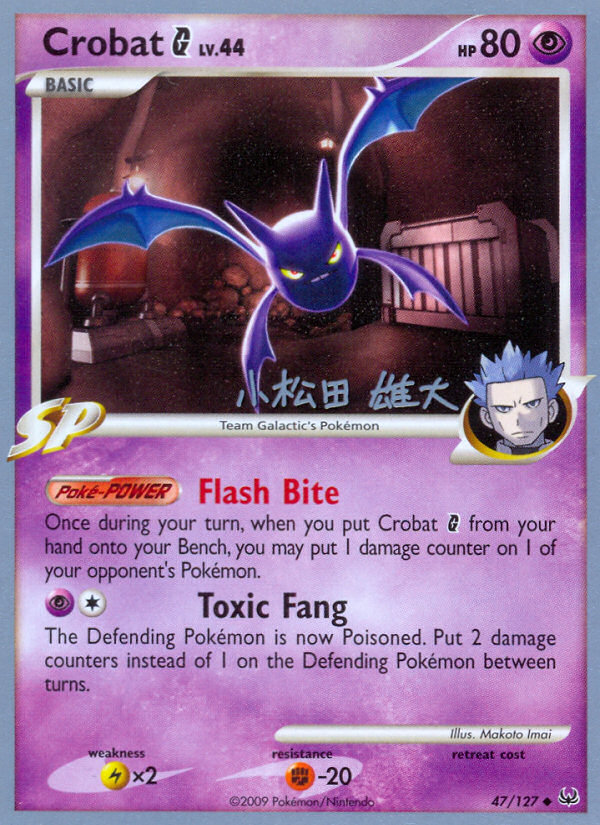 Crobat G LV.44 HP 80
BASIC
小松田 雄大
SP
Team Galactic's Pokémon
Poké-POWER Flash Bite
Once during your turn, when you put Crobat G from your
hand onto your Bench, you may put 1 damage counter on 1 of
your opponent's Pokémon.
Toxic Fang
The Defending Pokémon is now Poisoned. Put 2 damage
counters instead of 1 on the Defending Pokémon between
turns.
Illus. Makoto Imai
weakness resistance retreat cost
×2 -20
©2009 Pokémon/Nintendo 47/127